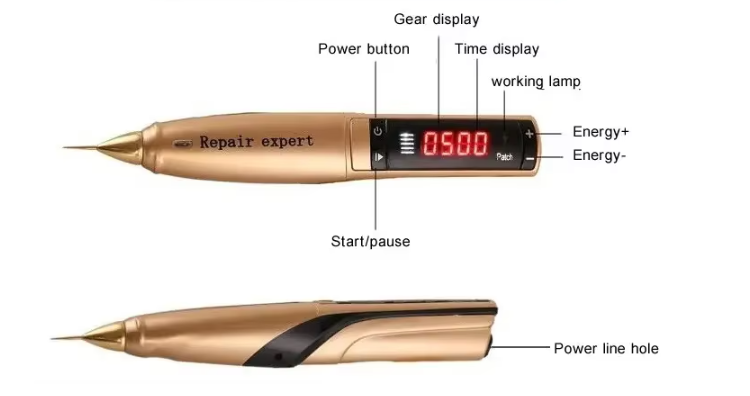 Gear display
Power button
Time display
working lamp
Repair expert
0500
Patch
Energy+
Energy-
Start/pause
Power line hole